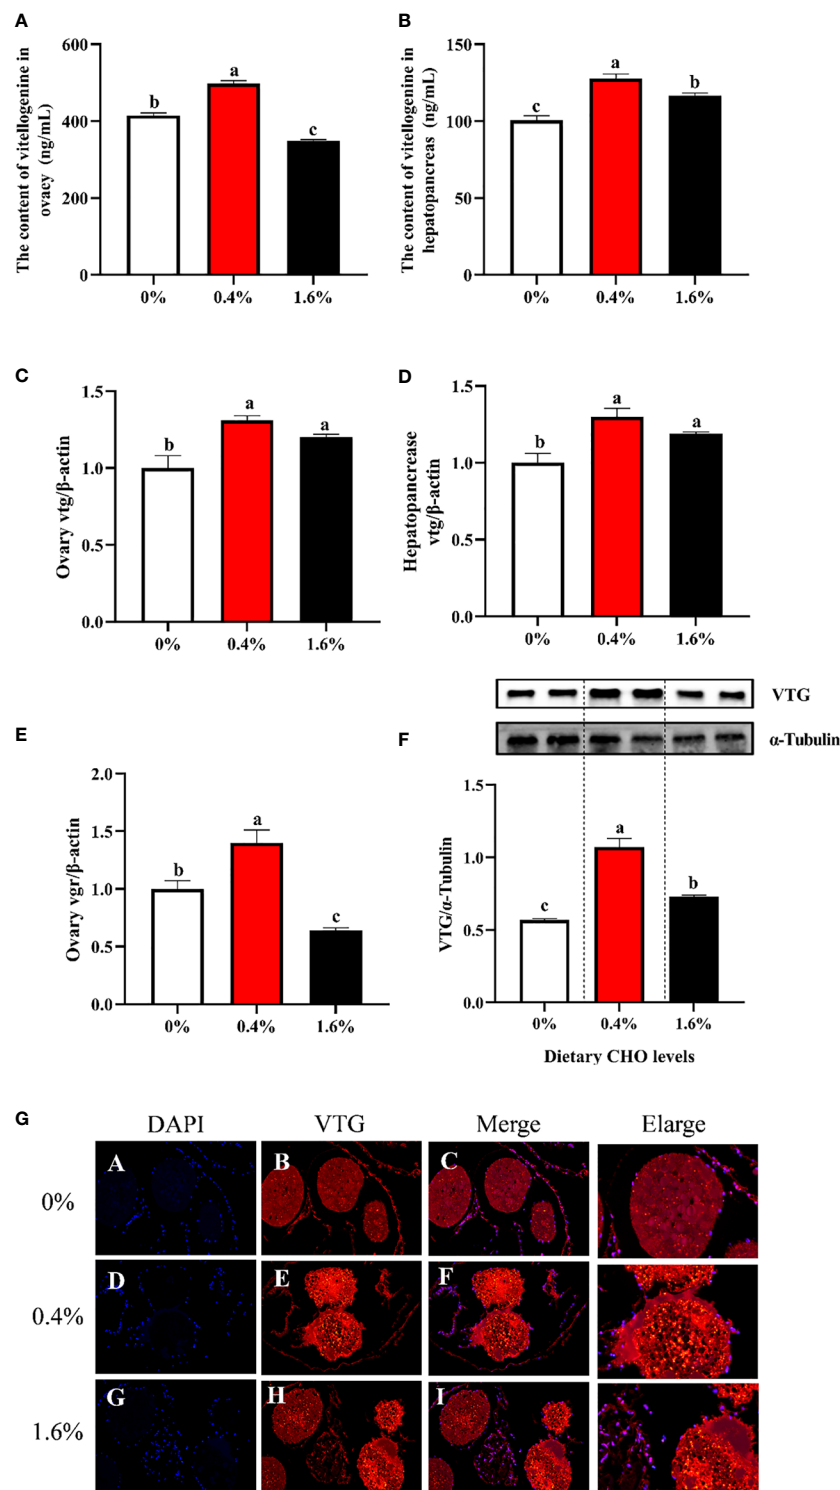 A
The content of vitellogenine in
ovacy (ng/mL)
600
400
200
0
b
a
c
0%
0.4%
1.6%
B
The content of vitellogenine in
hepatopancreas (ng/mL)
150
100
50
0
c
a
b
0%
0.4%
1.6%
C
Ovary vtg/β-actin
1.5
1.0
0.5
0.0
b
a
a
0%
0.4%
1.6%
D
Hepatopancrease
vtg/β-actin
1.5
1.0
0.5
0.0
b
a
a
0%
0.4%
1.6%
E
Ovary vgr/β-actin
2.0
1.5
1.0
0.5
0.0
b
a
c
0%
0.4%
1.6%
VTG
F
α-Tubulin
VTG/α-Tubulin
1.5
1.0
0.5
0.0
c
a
b
0%
0.4%
1.6%
Dietary CHO levels
G
DAPI VTG Merge Elarge
0%
A B C
0.4%
D E F
1.6%
G H I